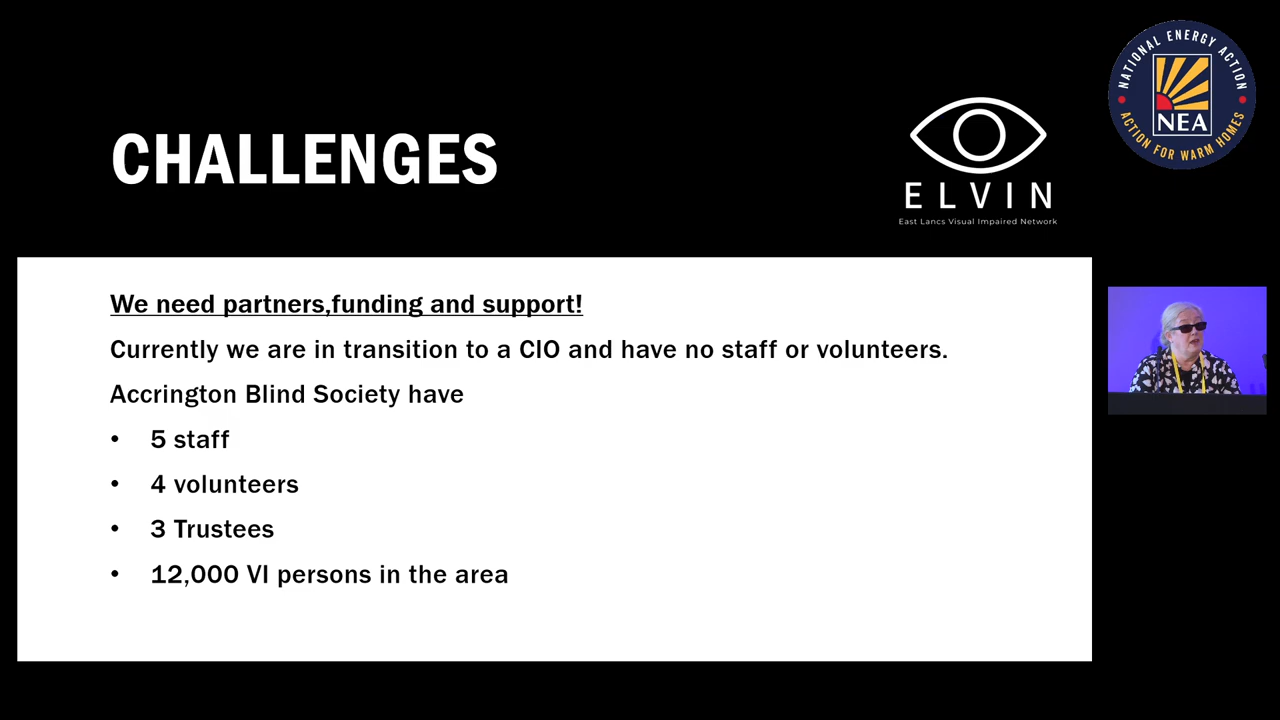 CHALLENGES
ELVIN
East Lancs Visual Impaired Network
NATIONAL ENERGY ACTION
NEA
ACTION FOR WARM HOMES
We need partners,funding and support!
Currently we are in transition to a CIO and have no staff or volunteers.
Accrington Blind Society have
• 5 staff
• 4 volunteers
• 3 Trustees
• 12,000 VI persons in the area